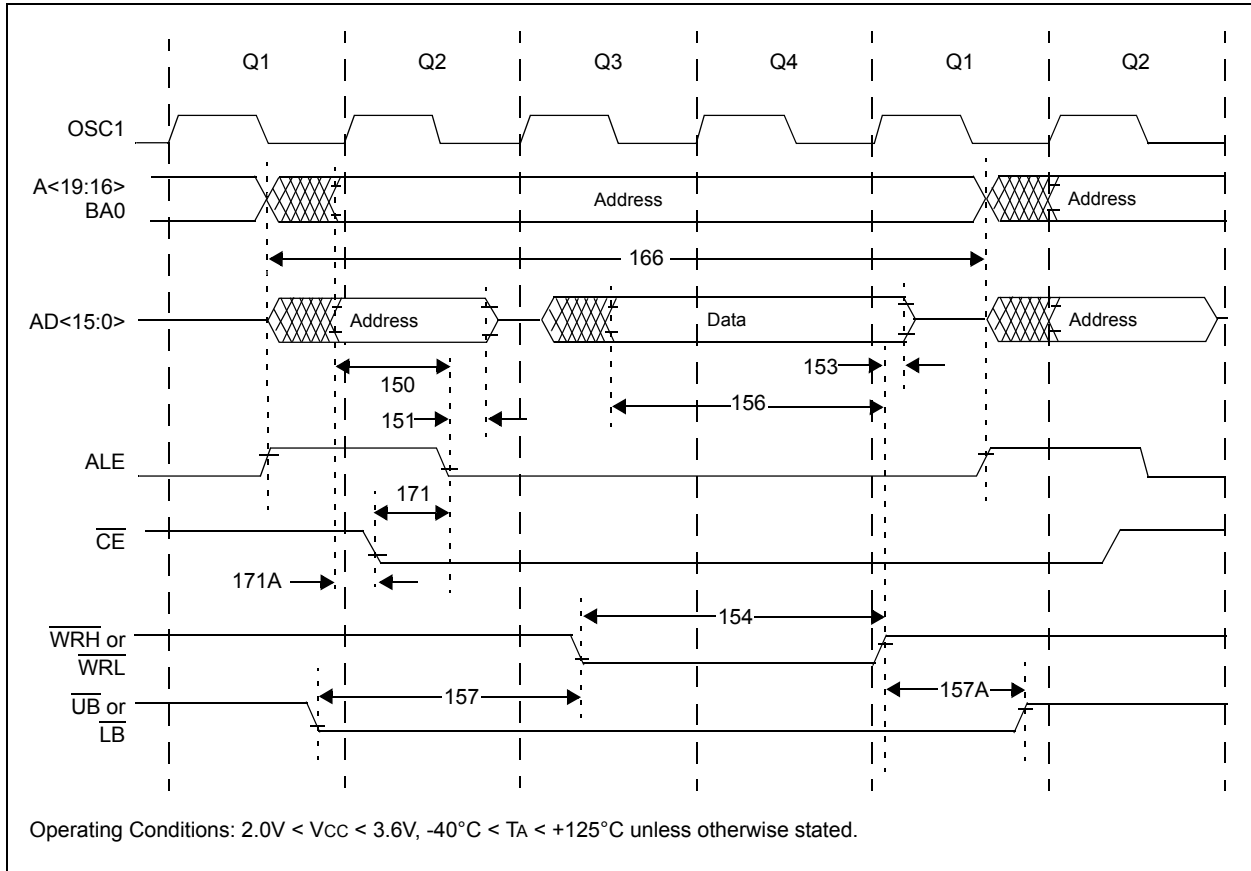 Q1 Q2 Q3 Q4 Q1 Q2
OSC1
A<19:16>
BA0
Address Address
166
AD<15:0>
Address Data Address
150
153
151
156
ALE
171
CE
171A
154
WRH or
WRL
157
157A
UB or
LB
Operating Conditions: 2.0V < VCC < 3.6V, -40°C < TA < +125°C unless otherwise stated.